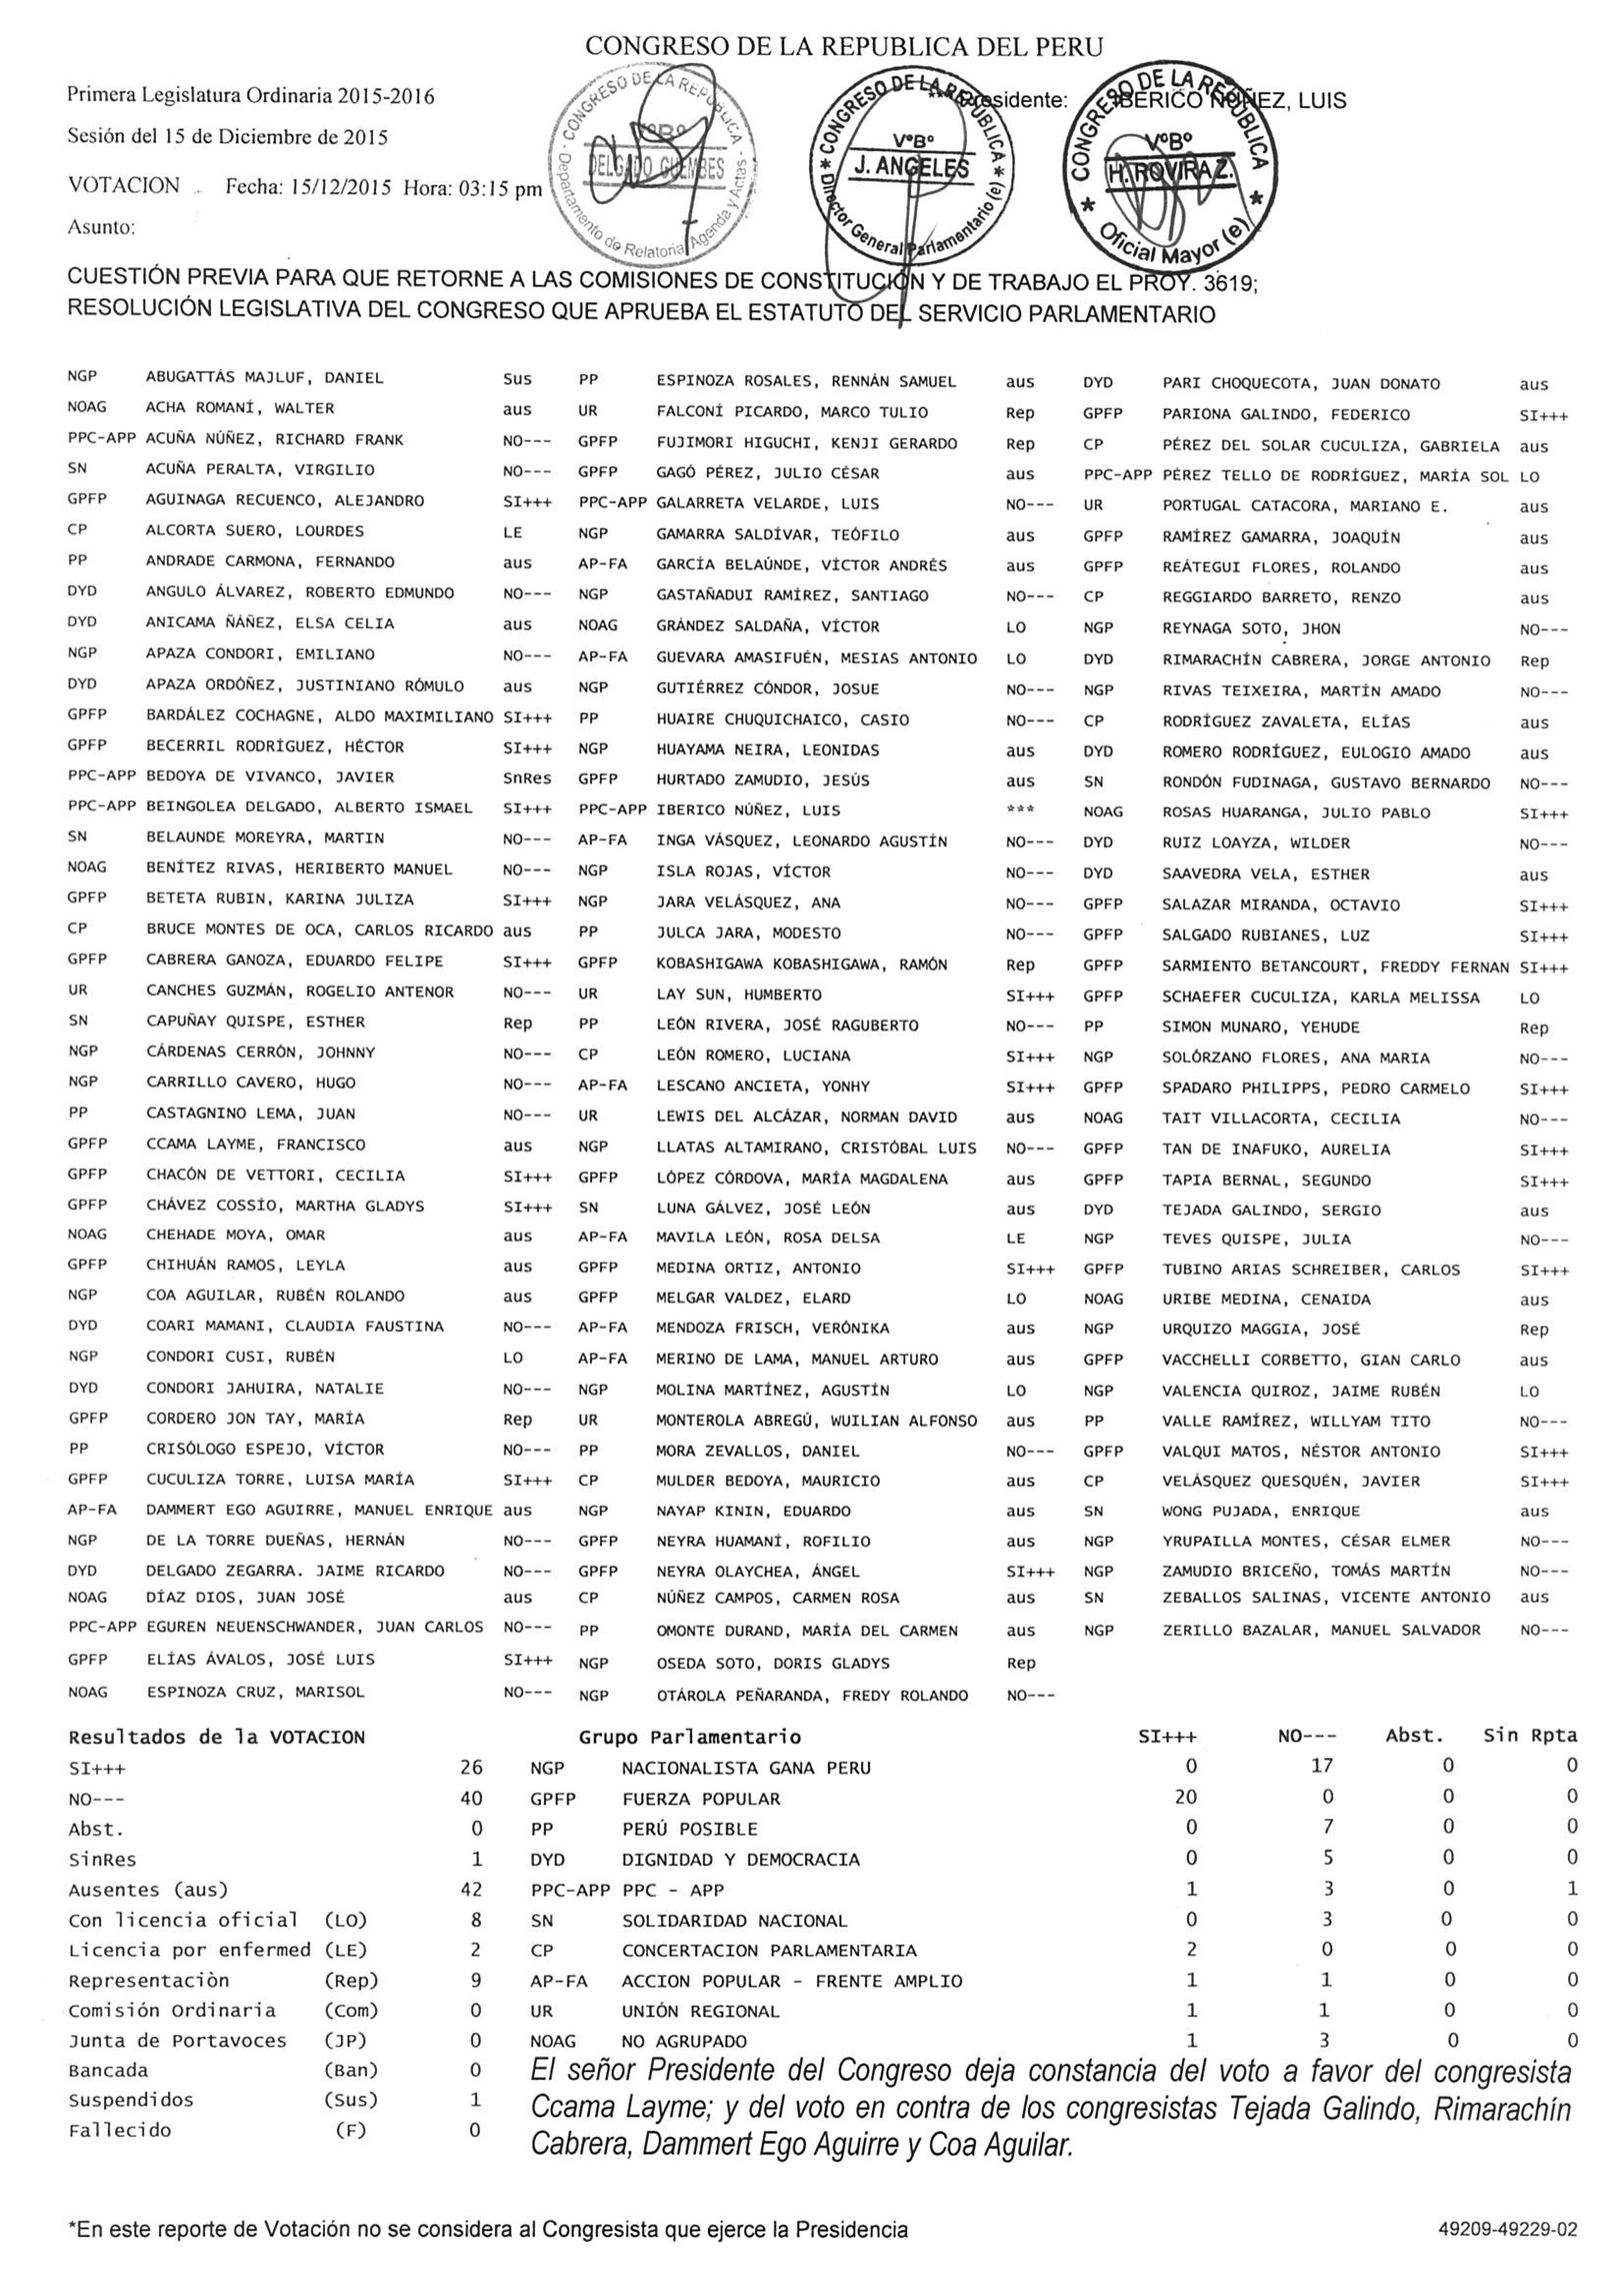 CONGRESO DE LA REPUBLICA DEL PERU
Primera Legislatura Ordinaria 2015-2016
*** Presidente: IBERICO NÚÑEZ, LUIS
Sesión del 15 de Diciembre de 2015
VOTACION Fecha: 15/12/2015 Hora: 03:15 pm
Asunto:
CONGRESO DE LA REPUBLICA - Departamento de Relatoria, Agenda y Actas -
VºBº
DELGADO GUEMBES
CONGRESO DE LA REPÚBLICA
VºBº
J. ANGELES
Director General Parlamentario (e)
CONGRESO DE LA REPÚBLICA
VºBº
H. ROVIRA Z.
Oficial Mayor (e)
CUESTIÓN PREVIA PARA QUE RETORNE A LAS COMISIONES DE CONSTITUCIÓN Y DE TRABAJO EL PROY. 3619;
RESOLUCIÓN LEGISLATIVA DEL CONGRESO QUE APRUEBA EL ESTATUTO DEL SERVICIO PARLAMENTARIO
NGP ABUGATTÁS MAJLUF, DANIEL Sus PP ESPINOZA ROSALES, RENNÁN SAMUEL aus DYD PARI CHOQUECOTA, JUAN DONATO aus
NOAG ACHA ROMANÍ, WALTER aus UR FALCONÍ PICARDO, MARCO TULIO Rep GPFP PARIONA GALINDO, FEDERICO SI+++
PPC-APP ACUÑA NÚÑEZ, RICHARD FRANK NO--- GPFP FUJIMORI HIGUCHI, KENJI GERARDO Rep CP PÉREZ DEL SOLAR CUCULIZA, GABRIELA aus
SN ACUÑA PERALTA, VIRGILIO NO--- GPFP GAGÓ PÉREZ, JULIO CÉSAR aus PPC-APP PÉREZ TELLO DE RODRÍGUEZ, MARÍA SOL LO
GPFP AGUINAGA RECUENCO, ALEJANDRO SI+++ PPC-APP GALARRETA VELARDE, LUIS NO--- UR PORTUGAL CATACORA, MARIANO E. aus
CP ALCORTA SUERO, LOURDES LE NGP GAMARRA SALDÍVAR, TEÓFILO aus GPFP RAMÍREZ GAMARRA, JOAQUÍN aus
PP ANDRADE CARMONA, FERNANDO aus AP-FA GARCÍA BELAÚNDE, VÍCTOR ANDRÉS aus GPFP REÁTEGUI FLORES, ROLANDO aus
DYD ANGULO ÁLVAREZ, ROBERTO EDMUNDO NO--- NGP GASTAÑADUI RAMÍREZ, SANTIAGO NO--- CP REGGIARDO BARRETO, RENZO aus
DYD ANICAMA ÑÁÑEZ, ELSA CELIA aus NOAG GRÁNDEZ SALDAÑA, VÍCTOR LO NGP REYNAGA SOTO, JHON NO---
NGP APAZA CONDORI, EMILIANO NO--- AP-FA GUEVARA AMASIFUÉN, MESIAS ANTONIO LO DYD RIMARACHÍN CABRERA, JORGE ANTONIO Rep
DYD APAZA ORDÓÑEZ, JUSTINIANO RÓMULO aus NGP GUTIÉRREZ CÓNDOR, JOSUE NO--- NGP RIVAS TEIXEIRA, MARTÍN AMADO NO---
GPFP BARDÁLEZ COCHAGNE, ALDO MAXIMILIANO SI+++ PP HUAIRE CHUQUICHAICO, CASIO NO--- CP RODRÍGUEZ ZAVALETA, ELÍAS aus
GPFP BECERRIL RODRÍGUEZ, HÉCTOR SI+++ NGP HUAYAMA NEIRA, LEONIDAS aus DYD ROMERO RODRÍGUEZ, EULOGIO AMADO aus
PPC-APP BEDOYA DE VIVANCO, JAVIER SnRes GPFP HURTADO ZAMUDIO, JESÚS aus SN RONDÓN FUDINAGA, GUSTAVO BERNARDO NO---
PPC-APP BEINGOLEA DELGADO, ALBERTO ISMAEL SI+++ PPC-APP IBERICO NÚÑEZ, LUIS *** NOAG ROSAS HUARANGA, JULIO PABLO SI+++
SN BELAUNDE MOREYRA, MARTIN NO--- AP-FA INGA VÁSQUEZ, LEONARDO AGUSTÍN NO--- DYD RUIZ LOAYZA, WILDER NO---
NOAG BENÍTEZ RIVAS, HERIBERTO MANUEL NO--- NGP ISLA ROJAS, VÍCTOR NO--- DYD SAAVEDRA VELA, ESTHER aus
GPFP BETETA RUBIN, KARINA JULIZA SI+++ NGP JARA VELÁSQUEZ, ANA NO--- GPFP SALAZAR MIRANDA, OCTAVIO SI+++
CP BRUCE MONTES DE OCA, CARLOS RICARDO aus PP JULCA JARA, MODESTO NO--- GPFP SALGADO RUBIANES, LUZ SI+++
GPFP CABRERA GANOZA, EDUARDO FELIPE SI+++ GPFP KOBASHIGAWA KOBASHIGAWA, RAMÓN Rep GPFP SARMIENTO BETANCOURT, FREDDY FERNAN SI+++
UR CANCHES GUZMÁN, ROGELIO ANTENOR NO--- UR LAY SUN, HUMBERTO SI+++ GPFP SCHAEFER CUCULIZA, KARLA MELISSA LO
SN CAPUÑAY QUISPE, ESTHER Rep PP LEÓN RIVERA, JOSÉ RAGUBERTO NO--- PP SIMON MUNARO, YEHUDE Rep
NGP CÁRDENAS CERRÓN, JOHNNY NO--- CP LEÓN ROMERO, LUCIANA SI+++ NGP SOLÓRZANO FLORES, ANA MARIA NO---
NGP CARRILLO CAVERO, HUGO NO--- AP-FA LESCANO ANCIETA, YONHY SI+++ GPFP SPADARO PHILIPPS, PEDRO CARMELO SI+++
PP CASTAGNINO LEMA, JUAN NO--- UR LEWIS DEL ALCÁZAR, NORMAN DAVID aus NOAG TAIT VILLACORTA, CECILIA NO---
GPFP CCAMA LAYME, FRANCISCO aus NGP LLATAS ALTAMIRANO, CRISTÓBAL LUIS NO--- GPFP TAN DE INAFUKO, AURELIA SI+++
GPFP CHACÓN DE VETTORI, CECILIA SI+++ GPFP LÓPEZ CÓRDOVA, MARÍA MAGDALENA aus GPFP TAPIA BERNAL, SEGUNDO SI+++
GPFP CHÁVEZ COSSÍO, MARTHA GLADYS SI+++ SN LUNA GÁLVEZ, JOSÉ LEÓN aus DYD TEJADA GALINDO, SERGIO aus
NOAG CHEHADE MOYA, OMAR aus AP-FA MAVILA LEÓN, ROSA DELSA LE NGP TEVES QUISPE, JULIA NO---
GPFP CHIHUÁN RAMOS, LEYLA aus GPFP MEDINA ORTIZ, ANTONIO SI+++ GPFP TUBINO ARIAS SCHREIBER, CARLOS SI+++
NGP COA AGUILAR, RUBÉN ROLANDO aus GPFP MELGAR VALDEZ, ELARD LO NOAG URIBE MEDINA, CENAIDA aus
DYD COARI MAMANI, CLAUDIA FAUSTINA NO--- AP-FA MENDOZA FRISCH, VERÓNIKA aus NGP URQUIZO MAGGIA, JOSÉ Rep
NGP CONDORI CUSI, RUBÉN LO AP-FA MERINO DE LAMA, MANUEL ARTURO aus GPFP VACCHELLI CORBETTO, GIAN CARLO aus
DYD CONDORI JAHUIRA, NATALIE NO--- NGP MOLINA MARTÍNEZ, AGUSTÍN LO NGP VALENCIA QUIROZ, JAIME RUBÉN LO
GPFP CORDERO JON TAY, MARÍA Rep UR MONTEROLA ABREGÚ, WUILIAN ALFONSO aus PP VALLE RAMÍREZ, WILLYAM TITO NO---
PP CRISÓLOGO ESPEJO, VÍCTOR NO--- PP MORA ZEVALLOS, DANIEL NO--- GPFP VALQUI MATOS, NÉSTOR ANTONIO SI+++
GPFP CUCULIZA TORRE, LUISA MARÍA SI+++ CP MULDER BEDOYA, MAURICIO aus CP VELÁSQUEZ QUESQUÉN, JAVIER SI+++
AP-FA DAMMERT EGO AGUIRRE, MANUEL ENRIQUE aus NGP NAYAP KININ, EDUARDO aus SN WONG PUJADA, ENRIQUE aus
NGP DE LA TORRE DUEÑAS, HERNÁN NO--- GPFP NEYRA HUAMANÍ, ROFILIO aus NGP YRUPAILLA MONTES, CÉSAR ELMER NO---
DYD DELGADO ZEGARRA. JAIME RICARDO NO--- GPFP NEYRA OLAYCHEA, ÁNGEL SI+++ NGP ZAMUDIO BRICEÑO, TOMÁS MARTÍN NO---
NOAG DÍAZ DIOS, JUAN JOSÉ aus CP NÚÑEZ CAMPOS, CARMEN ROSA aus SN ZEBALLOS SALINAS, VICENTE ANTONIO aus
PPC-APP EGUREN NEUENSCHWANDER, JUAN CARLOS NO--- PP OMONTE DURAND, MARÍA DEL CARMEN aus NGP ZERILLO BAZALAR, MANUEL SALVADOR NO---
GPFP ELÍAS ÁVALOS, JOSÉ LUIS SI+++ NGP OSEDA SOTO, DORIS GLADYS Rep
NOAG ESPINOZA CRUZ, MARISOL NO--- NGP OTÁROLA PEÑARANDA, FREDY ROLANDO NO---
Resultados de la VOTACION Grupo Parlamentario SI+++ NO--- Abst. Sin Rpta
SI+++ 26 NGP NACIONALISTA GANA PERU 0 17 0 0
NO--- 40 GPFP FUERZA POPULAR 20 0 0 0
Abst. 0 PP PERÚ POSIBLE 0 7 0 0
SinRes 1 DYD DIGNIDAD Y DEMOCRACIA 0 5 0 0
Ausentes (aus) 42 PPC-APP PPC - APP 1 3 0 1
Con licencia oficial (LO) 8 SN SOLIDARIDAD NACIONAL 0 3 0 0
Licencia por enfermed (LE) 2 CP CONCERTACION PARLAMENTARIA 2 0 0 0
Representaciòn (Rep) 9 AP-FA ACCION POPULAR - FRENTE AMPLIO 1 1 0 0
Comisión Ordinaria (Com) 0 UR UNIÓN REGIONAL 1 1 0 0
Junta de Portavoces (JP) 0 NOAG NO AGRUPADO 1 3 0 0
Bancada (Ban) 0
Suspendidos (Sus) 1
Fallecido (F) 0
El señor Presidente del Congreso deja constancia del voto a favor del congresista
Ccama Layme; y del voto en contra de los congresistas Tejada Galindo, Rimarachín
Cabrera, Dammert Ego Aguirre y Coa Aguilar.
*En este reporte de Votación no se considera al Congresista que ejerce la Presidencia 49209-49229-02